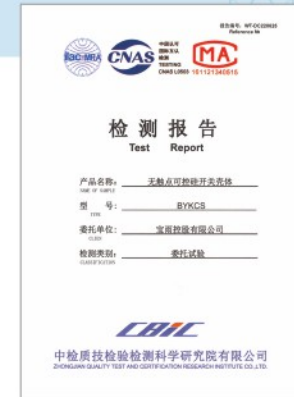 报告编号: WT-DC220625
Reference №
ilac-MRA
CNAS
中国认可
国际互认
检测
TESTING
CNAS L0503
MA
151121340515
检测报告
Test Report
产品名称: 无触点可控硅开关壳体
NAME OF SAMPLE
型 号: BYKCS
TYPE
委托单位: 宝雨控股有限公司
CLIENT
检测类别: 委托试验
CLASSIFICATION
CBIC
中检质技检验检测科学研究院有限公司
ZHONGJIAN QUALITY TEST AND CERTIFICATION RESEARCH INSTITUTE CO.,LTD.